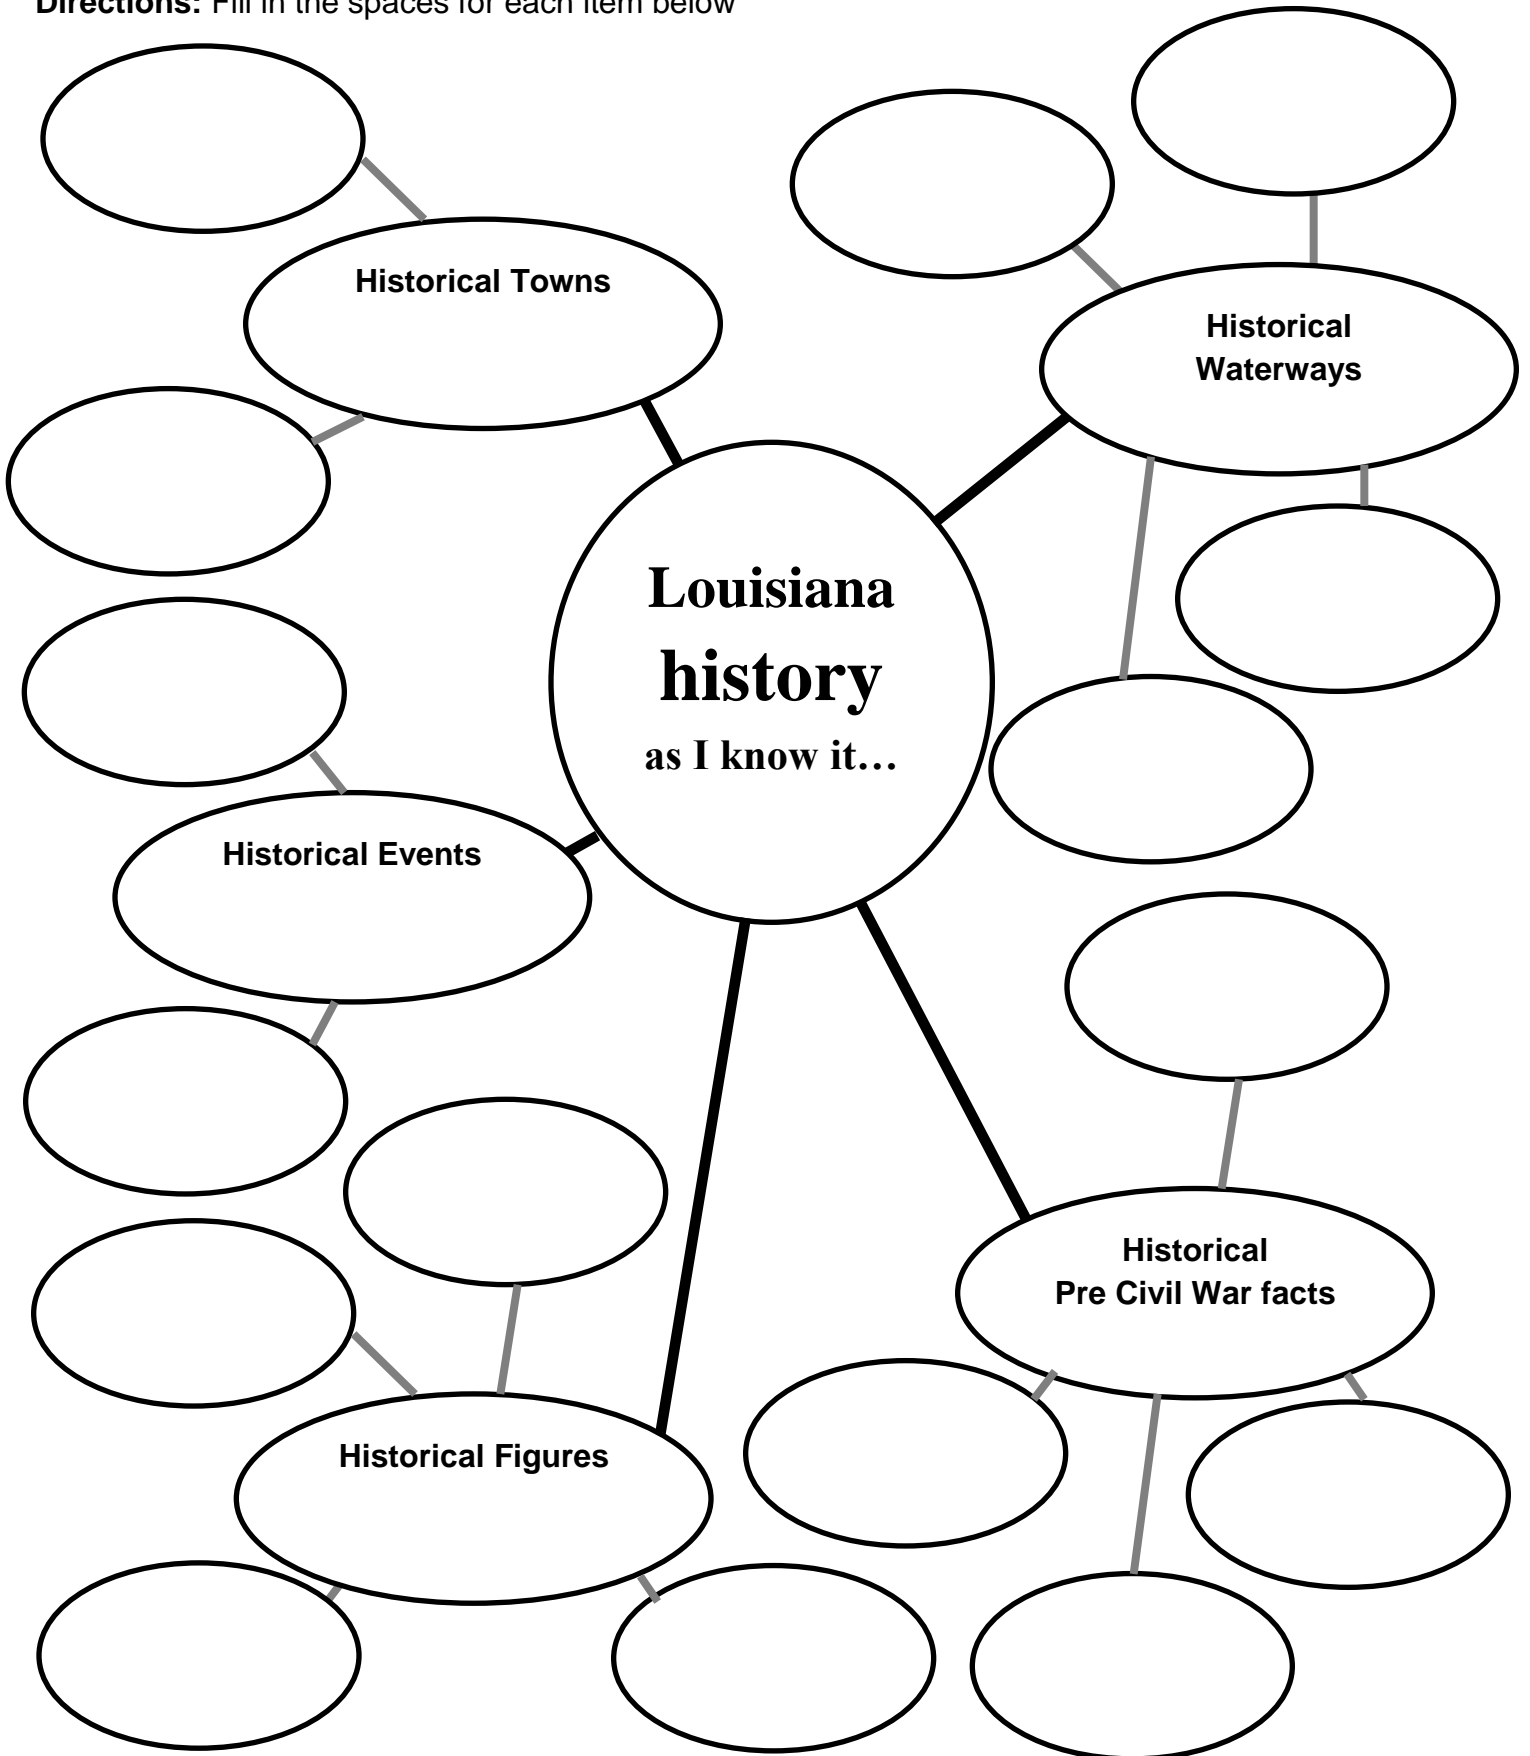 Directions: Fill in the spaces for each item below
Historical Towns
Historical
Waterways
Louisiana
history
as I know it…
Historical Events
Historical
Pre Civil War facts
Historical Figures